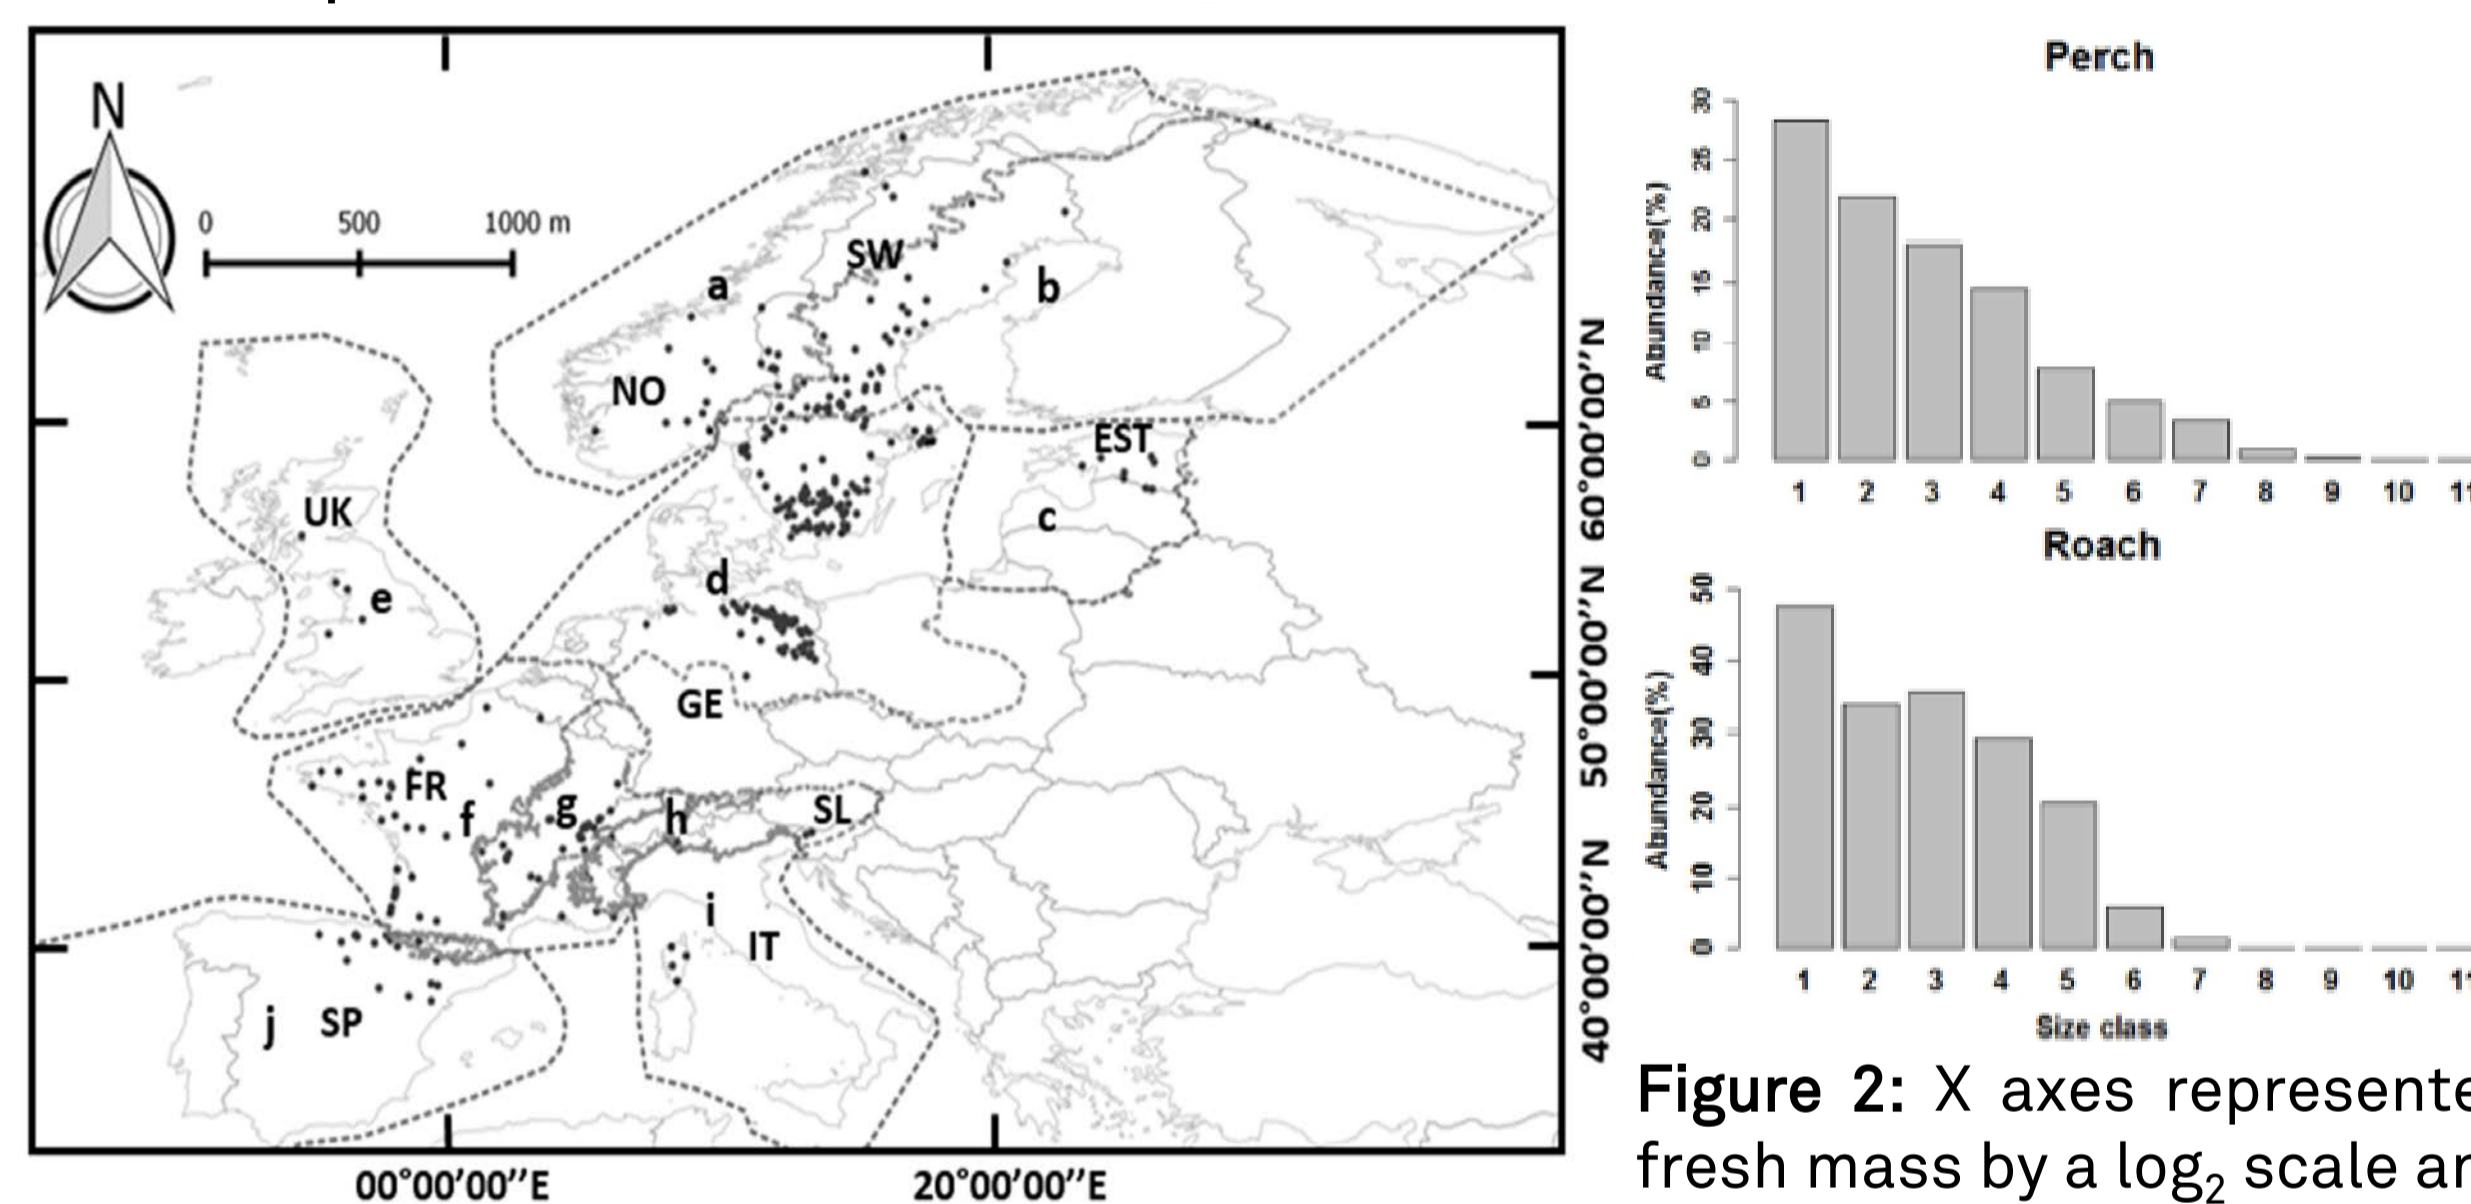 N
0 500 1000 m
SW
a
b
NO
EST
UK
c
d
e
GE
FR
f
g
h
SL
i
IT
j
SP
60°00'00''N
50°00'00''N
40°00'00''N
00°00'00''E
20°00'00''E
Perch
Abundance(%)
30
25
20
15
10
5
0
1 2 3 4 5 6 7 8 9 10 11
Roach
Abundance(%)
50
40
30
20
10
0
1 2 3 4 5 6 7 8 9 10 11
Size class
Figure 2: X axes represente
fresh mass by a log₂ scale